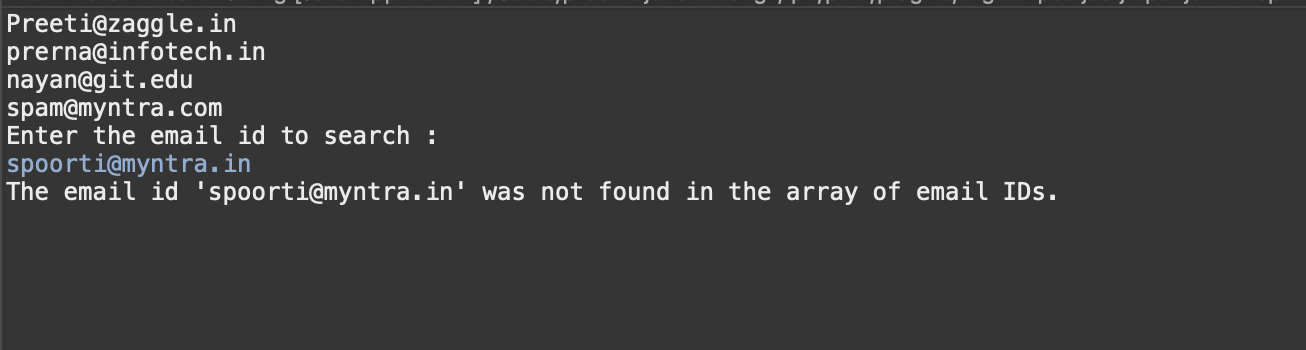 Preeti@zaggle.in
prerna@infotech.in
nayan@git.edu
spam@myntra.com
Enter the email id to search :
spoorti@myntra.in
The email id 'spoorti@myntra.in' was not found in the array of email IDs.